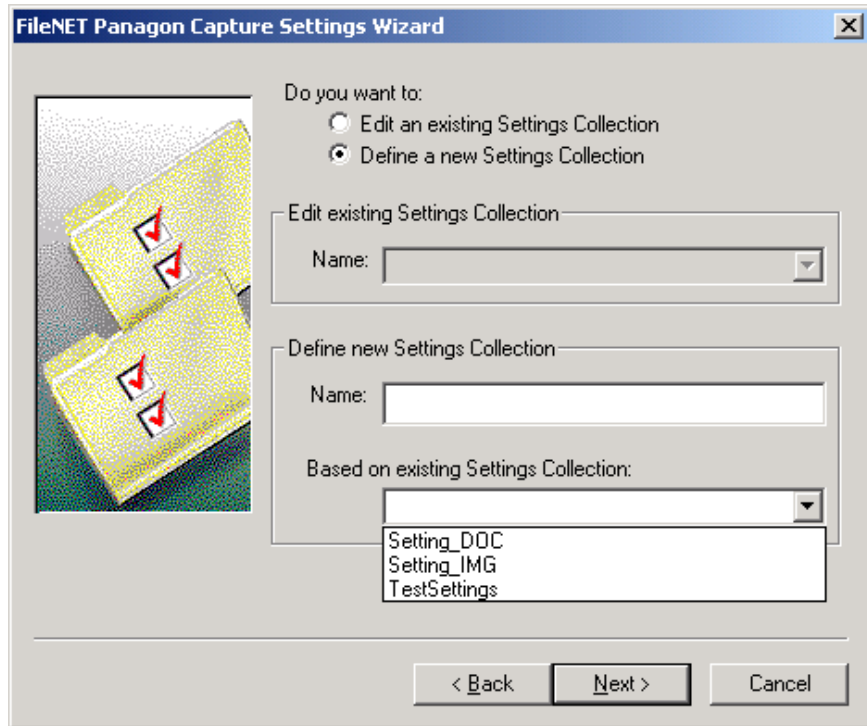 FileNET Panagon Capture Settings Wizard
Do you want to:
Edit an existing Settings Collection
Define a new Settings Collection
Edit existing Settings Collection
Name:
Define new Settings Collection
Name:
Based on existing Settings Collection:
Setting_DOC
Setting_IMG
TestSettings
< Back Next > Cancel